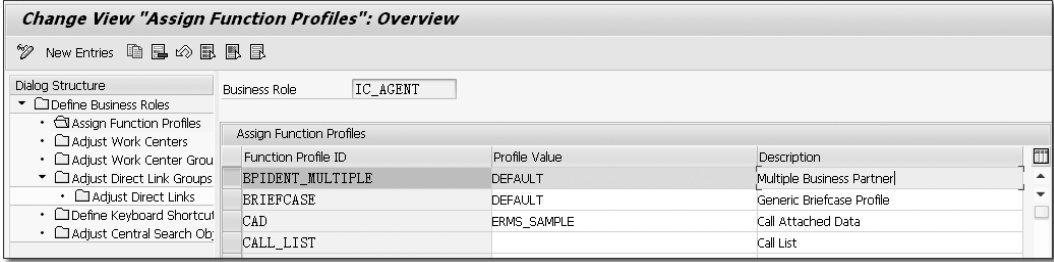 Change View "Assign Function Profiles": Overview
New Entries
Dialog Structure
Define Business Roles
Assign Function Profiles
Adjust Work Centers
Adjust Work Center Grou
Adjust Direct Link Groups
Adjust Direct Links
Define Keyboard Shortcut
Adjust Central Search Obj
Business Role IC_AGENT
Assign Function Profiles
Function Profile ID Profile Value Description
BPIDENT_MULTIPLE DEFAULT Multiple Business Partner
BRIEFCASE DEFAULT Generic Briefcase Profile
CAD ERMS_SAMPLE Call Attached Data
CALL_LIST Call List